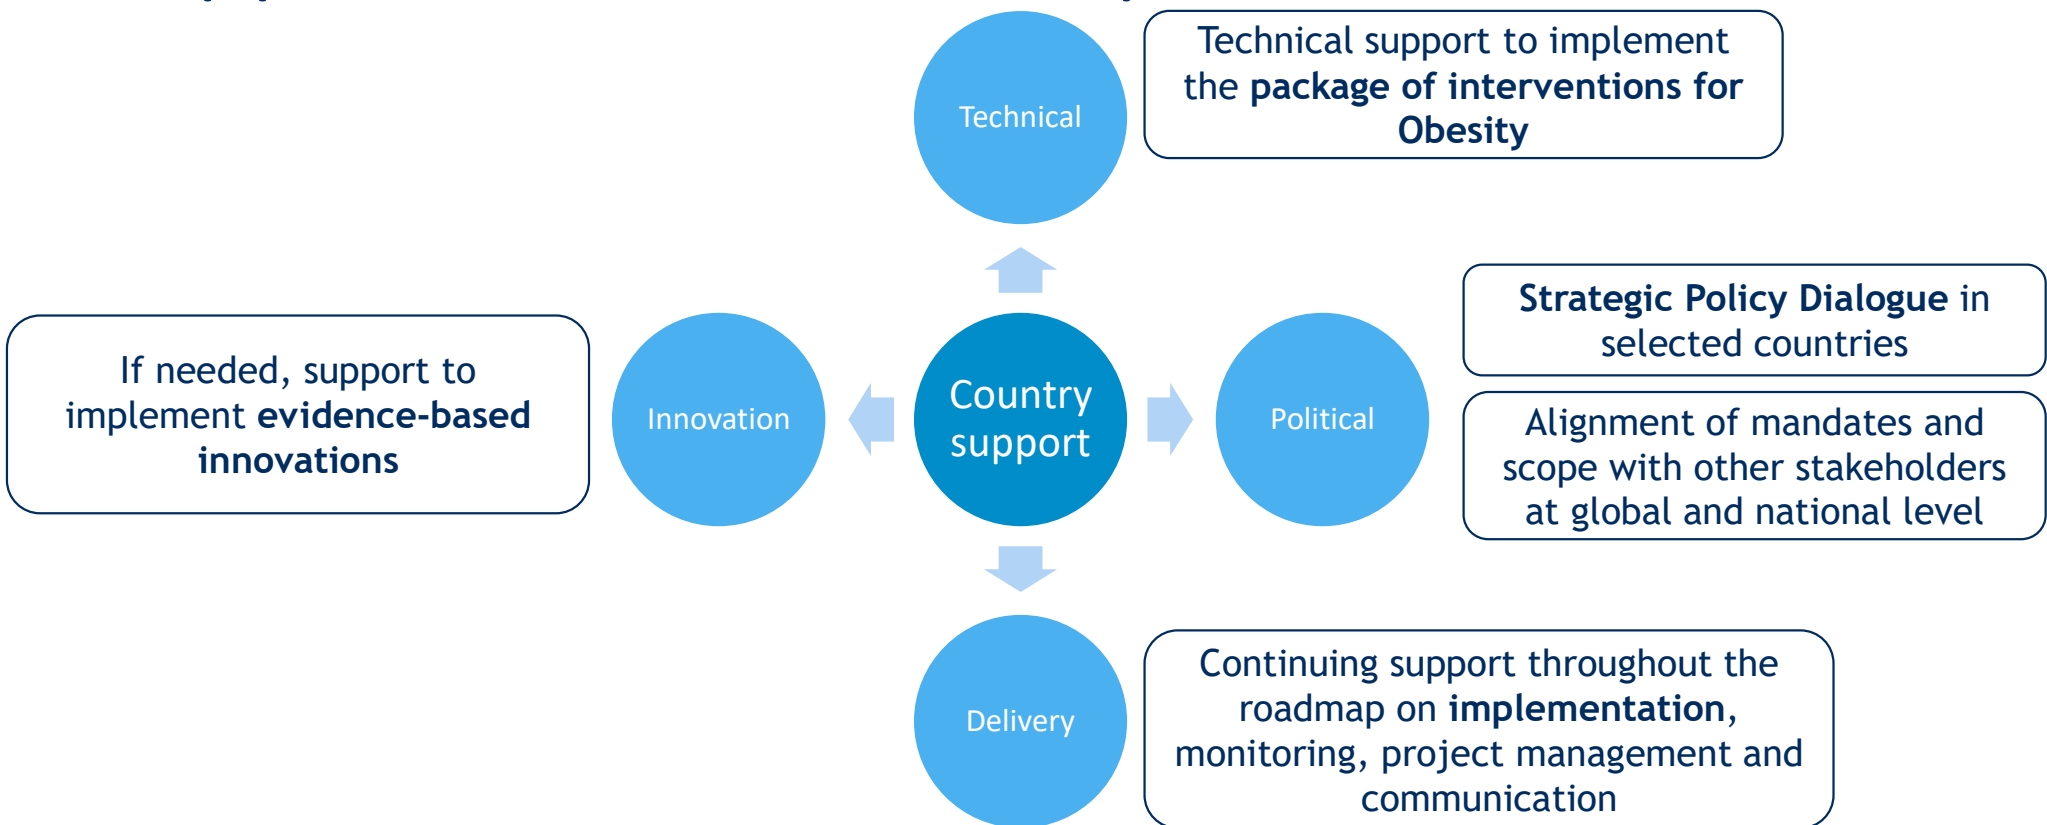 Technical
Technical support to implement
the package of interventions for
Obesity
If needed, support to
implement evidence-based
innovations
Innovation
Country
support
Political
Strategic Policy Dialogue in
selected countries
Alignment of mandates and
scope with other stakeholders
at global and national level
Delivery
Continuing support throughout the
roadmap on implementation,
monitoring, project management and
communication